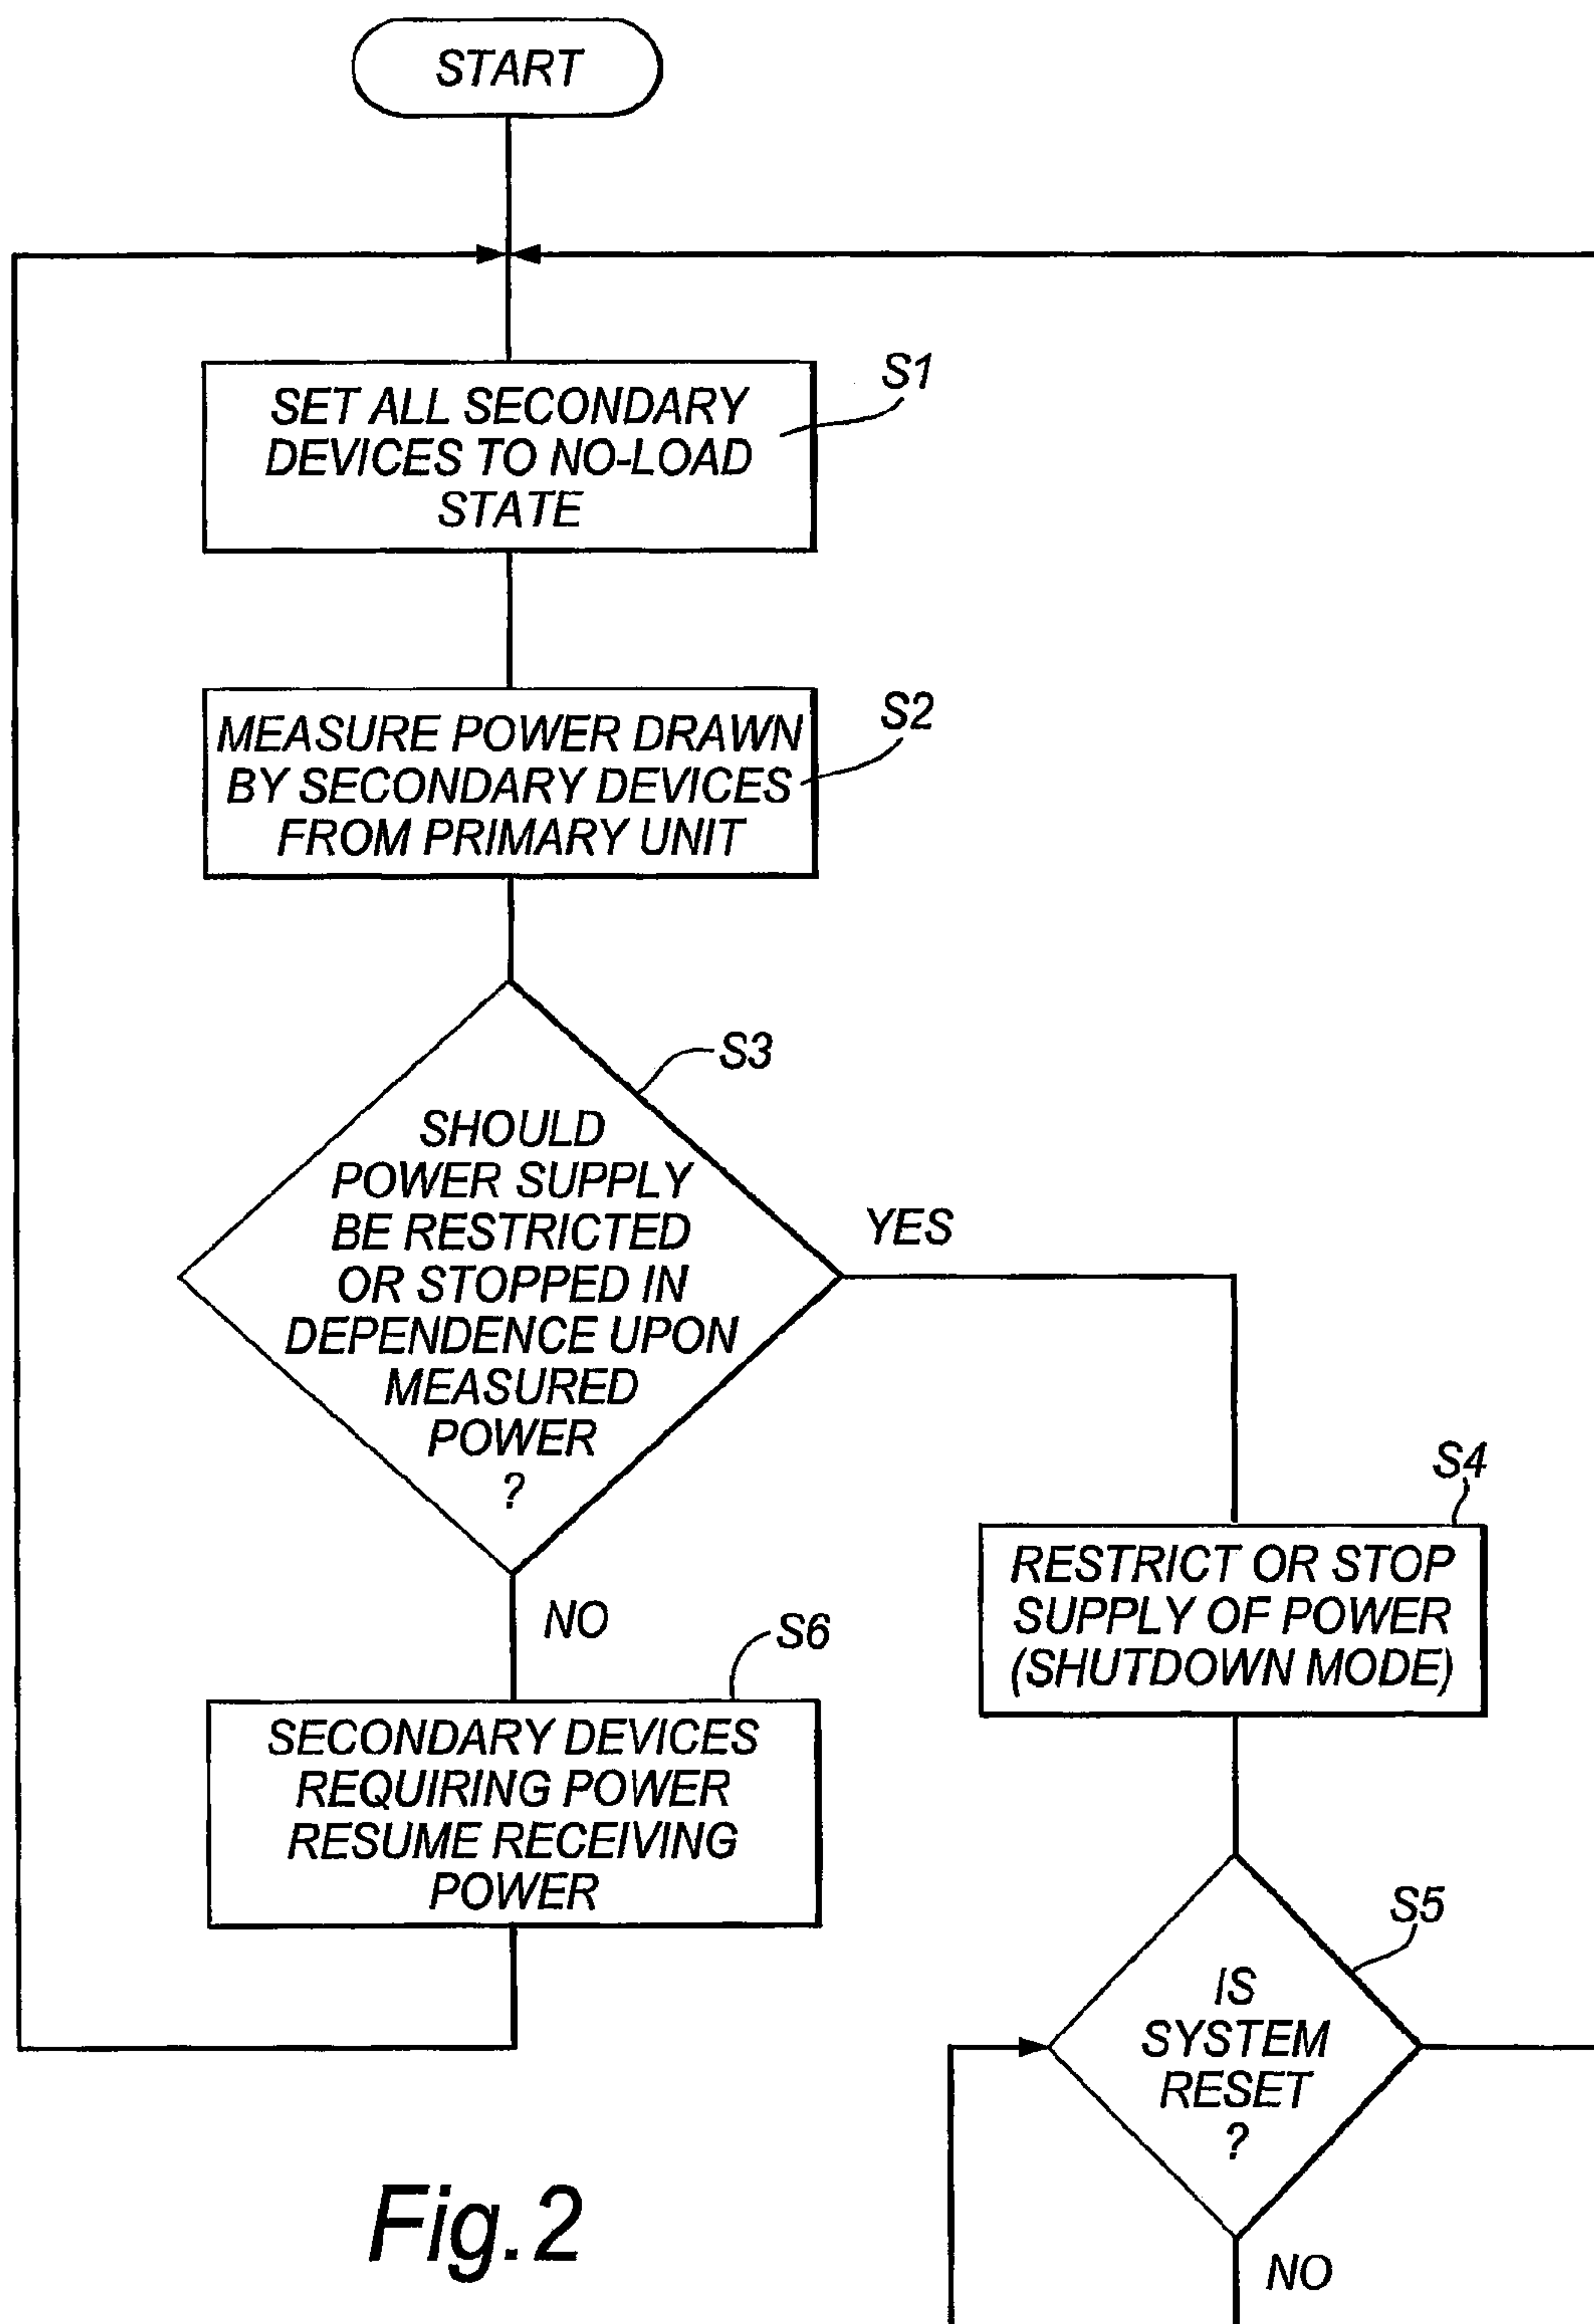 START
S1
SET ALL SECONDARY
DEVICES TO NO-LOAD
STATE
S2
MEASURE POWER DRAWN
BY SECONDARY DEVICES
FROM PRIMARY UNIT
S3
SHOULD
POWER SUPPLY
BE RESTRICTED
OR STOPPED IN
DEPENDENCE UPON
MEASURED
POWER
?
YES
NO
S4
RESTRICT OR STOP
SUPPLY OF POWER
(SHUTDOWN MODE)
S6
SECONDARY DEVICES
REQUIRING POWER
RESUME RECEIVING
POWER
S5
IS
SYSTEM
RESET
?
NO
Fig.2